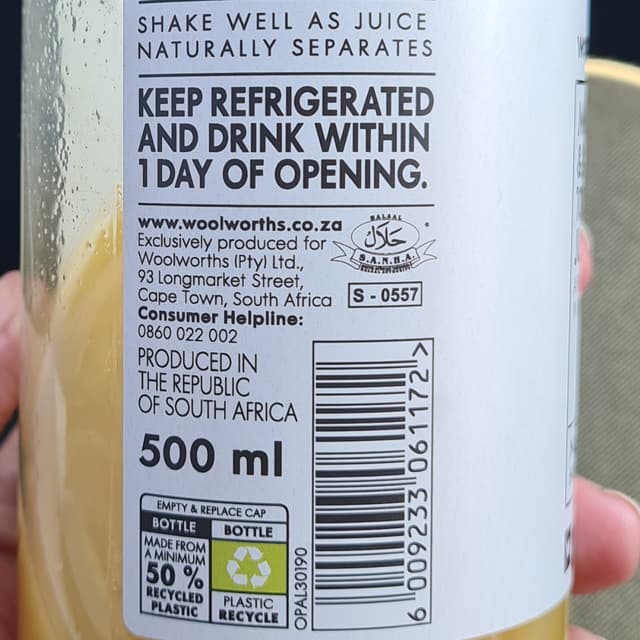 SHAKE WELL AS JUICE
NATURALLY SEPARATES
KEEP REFRIGERATED
AND DRINK WITHIN
1 DAY OF OPENING.
www.woolworths.co.za
Exclusively produced for
Woolworths (Pty) Ltd.,
93 Longmarket Street,
Cape Town, South Africa
Consumer Helpline:
0860 022 002
HALAAL
حلال
S.A.N.H.A.
S - 0557
PRODUCED IN
THE REPUBLIC
OF SOUTH AFRICA
500 ml
EMPTY & REPLACE CAP
BOTTLE
MADE FROM
A MINIMUM
50 %
RECYCLED
PLASTIC
BOTTLE
PLASTIC
RECYCLE
OPAL30190
6 009233 061172 >